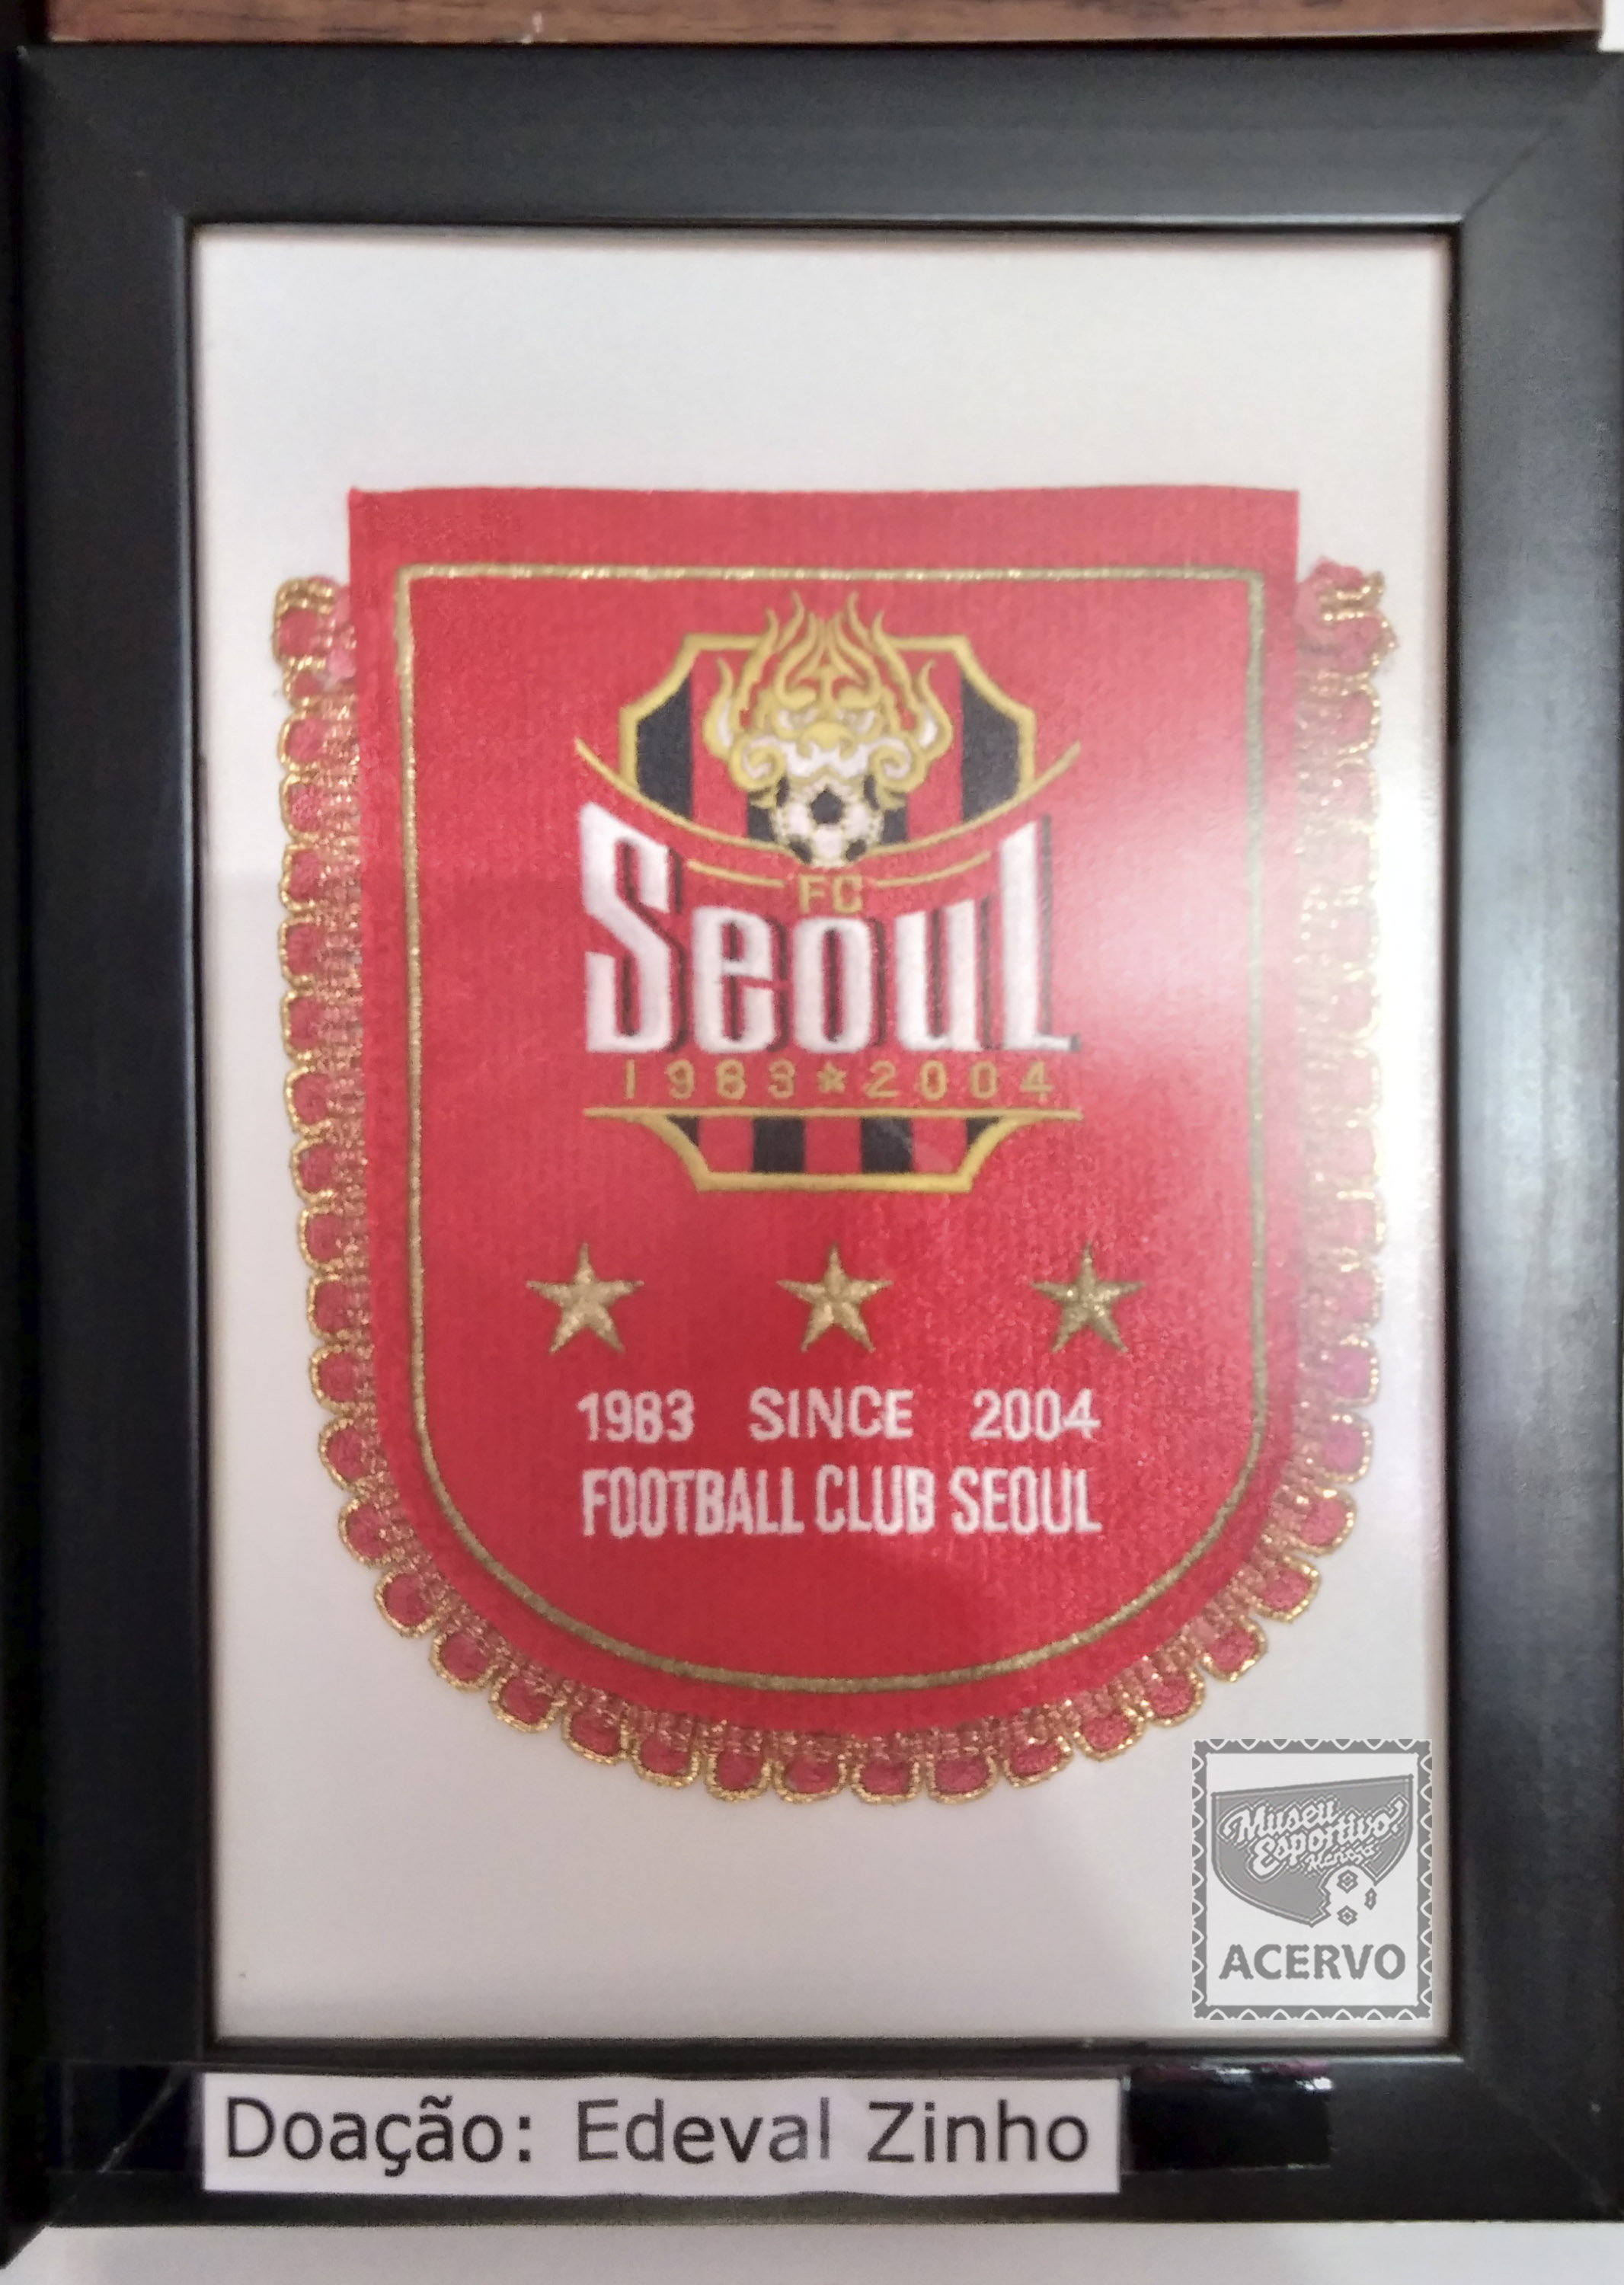 FC
Seoul
1983★2004
1983 SINCE 2004
FOOTBALL CLUB SEOUL
Museu
Esportivo
ACERVO
Doação: Edeval Zinho